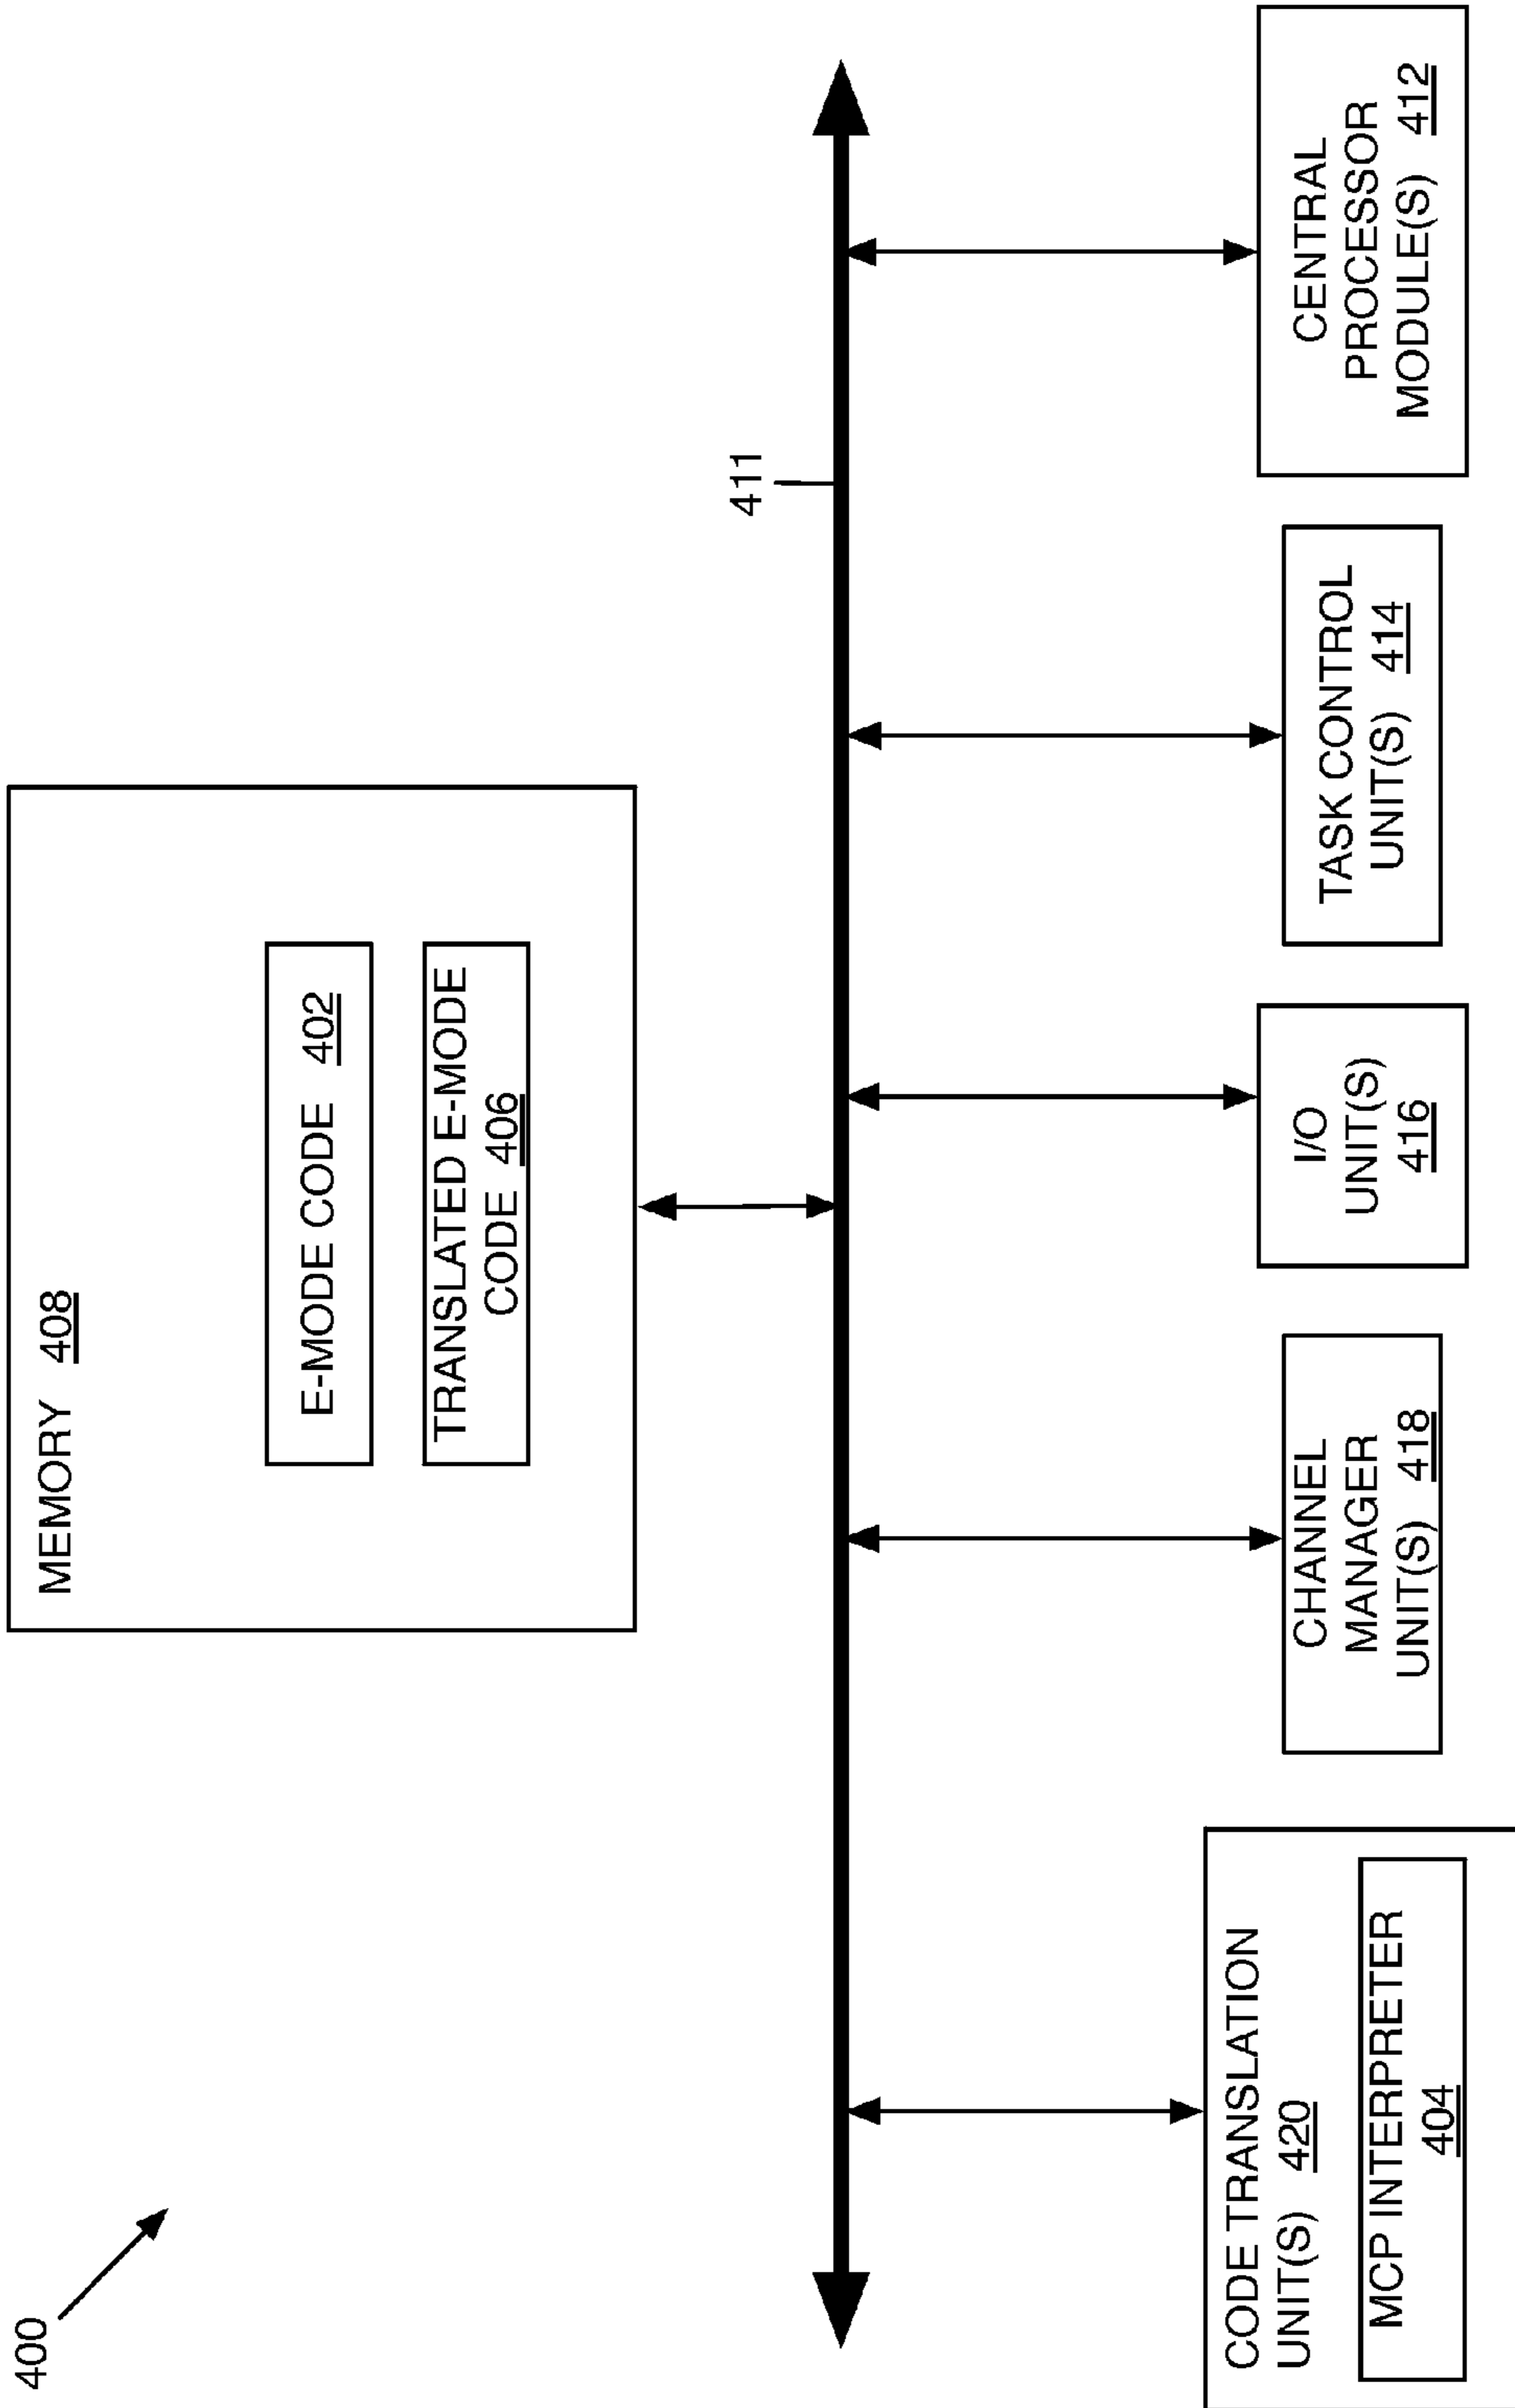 400
MEMORY 408
E-MODE CODE 402
TRANSLATED E-MODE
CODE 406
411
CODE TRANSLATION
UNIT(S) 420
MCP INTERPRETER
404
CHANNEL
MANAGER
UNIT(S) 418
I/O
UNIT(S)
416
TASK CONTROL
UNIT(S) 414
CENTRAL
PROCESSOR
MODULE(S) 412